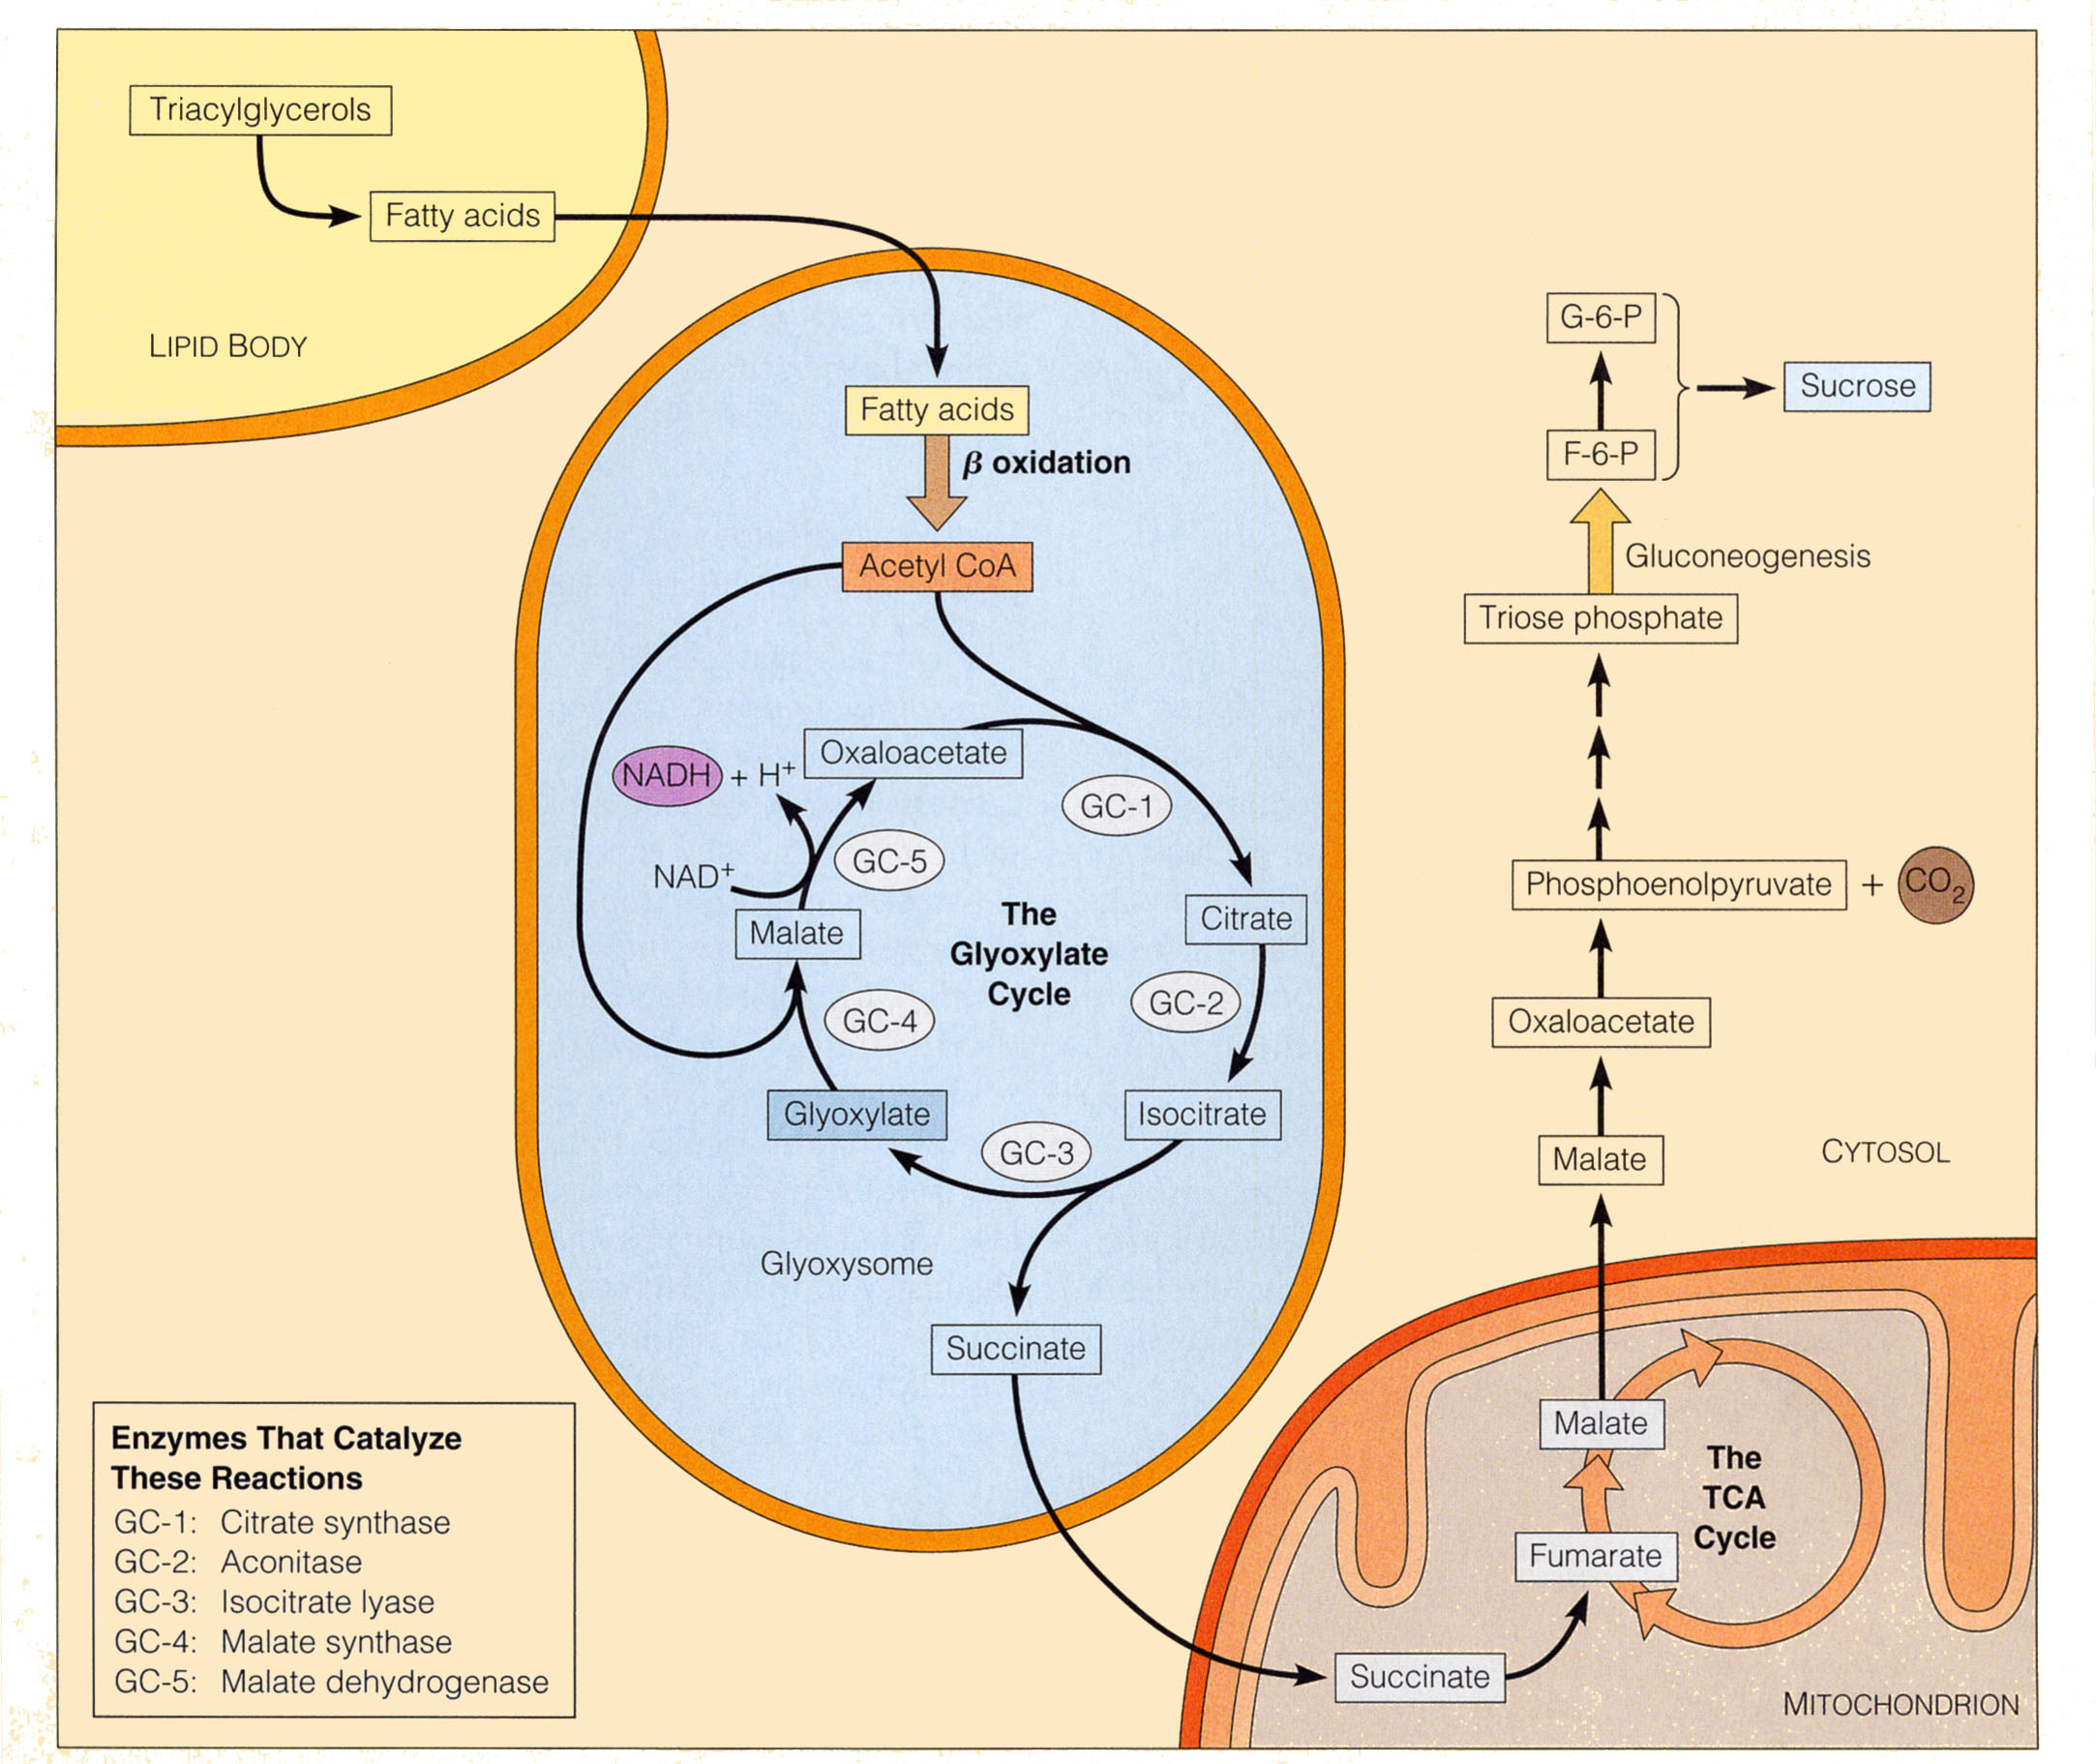 Triacylglycerols
Fatty acids
LIPID BODY
Fatty acids
β oxidation
Acetyl CoA
Oxaloacetate
NADH + H⁺
NAD⁺
GC-5
GC-1
Malate
The
Glyoxylate
Cycle
Citrate
GC-2
GC-4
Glyoxylate
Isocitrate
GC-3
Glyoxysome
Succinate
G-6-P
F-6-P
Sucrose
Gluconeogenesis
Triose phosphate
Phosphoenolpyruvate + CO₂
Oxaloacetate
Malate
CYTOSOL
Malate
The
TCA
Cycle
Fumarate
Succinate
MITOCHONDRION
Enzymes That Catalyze
These Reactions
GC-1: Citrate synthase
GC-2: Aconitase
GC-3: Isocitrate lyase
GC-4: Malate synthase
GC-5: Malate dehydrogenase